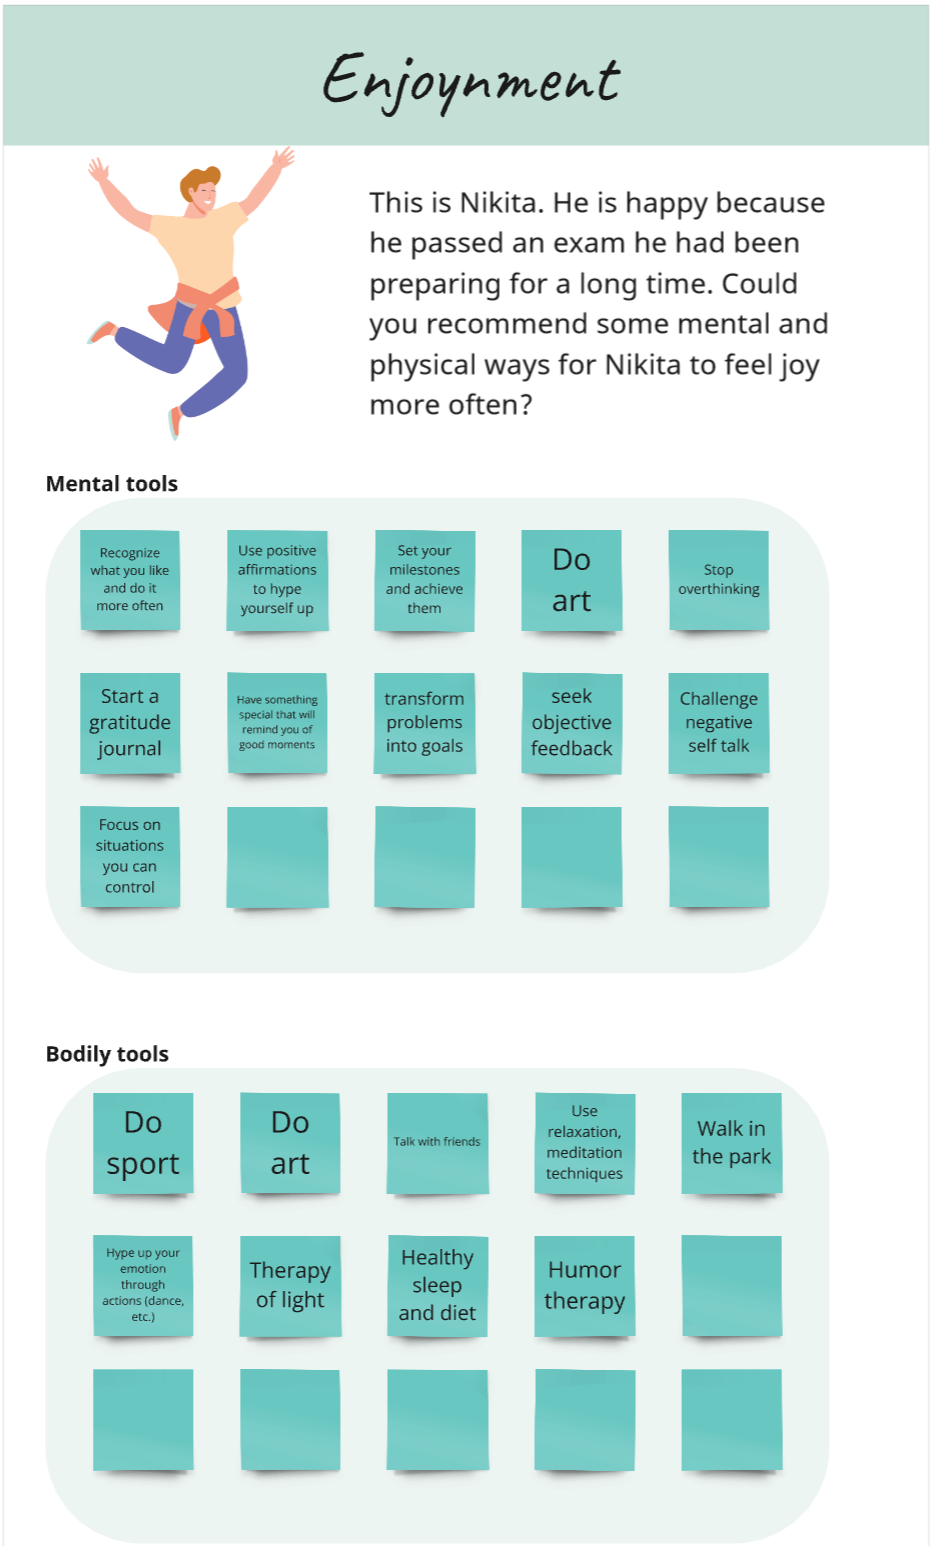 Enjoynment
This is Nikita. He is happy because
he passed an exam he had been
preparing for a long time. Could
you recommend some mental and
physical ways for Nikita to feel joy
more often?
Mental tools
Recognize
what you like
and do it
more often
Use positive
affirmations
to hype
yourself up
Set your
milestones
and achieve
them
Do
art
Stop
overthinking
Start a
gratitude
journal
Have something
special that will
remind you of
good moments
transform
problems
into goals
seek
objective
feedback
Challenge
negative
self talk
Focus on
situations
you can
control
Bodily tools
Do
sport
Do
art
Talk with friends
Use
relaxation,
meditation
techniques
Walk in
the park
Hype up your
emotion
through
actions (dance,
etc.)
Therapy
of light
Healthy
sleep
and diet
Humor
therapy